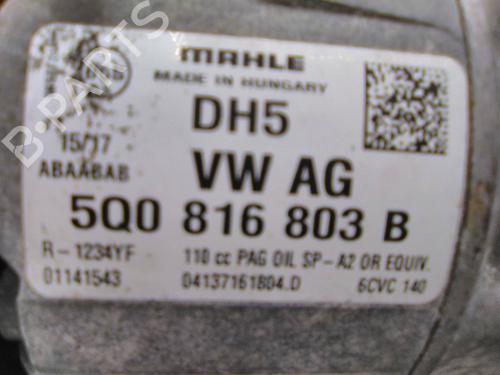 MAHLE
MADE IN HUNGARY
DH5
15/17
ABAABAB
VW AG
5Q0 816 803 B
R-1234YF 110 cc PAG OIL SP-A2 OR EQUIV.
01141543 04137161804.D 6CVC 140
B-PARTS